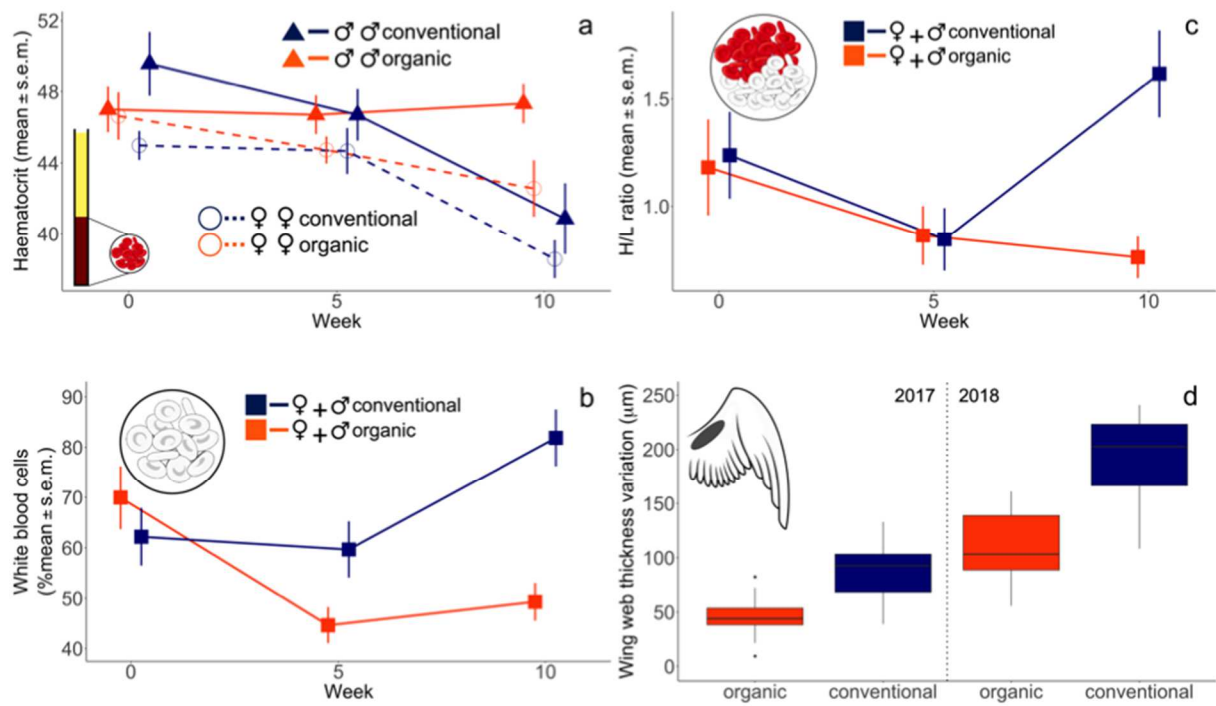 a
52
48
44
40
Haematocrit (mean ± s.e.m.)
♂ ♂ conventional
♂ ♂ organic
♀ ♀ conventional
♀ ♀ organic
0 5 10
Week
c
1.5
1.0
H/L ratio (mean ± s.e.m.)
♀ + ♂ conventional
♀ + ♂ organic
0 5 10
Week
b
90
80
70
60
50
40
White blood cells
(%mean ± s.e.m.)
♀ + ♂ conventional
♀ + ♂ organic
0 5 10
Week
d
2017 2018
250
200
150
100
50
0
Wing web thickness variation (μm)
organic conventional organic conventional